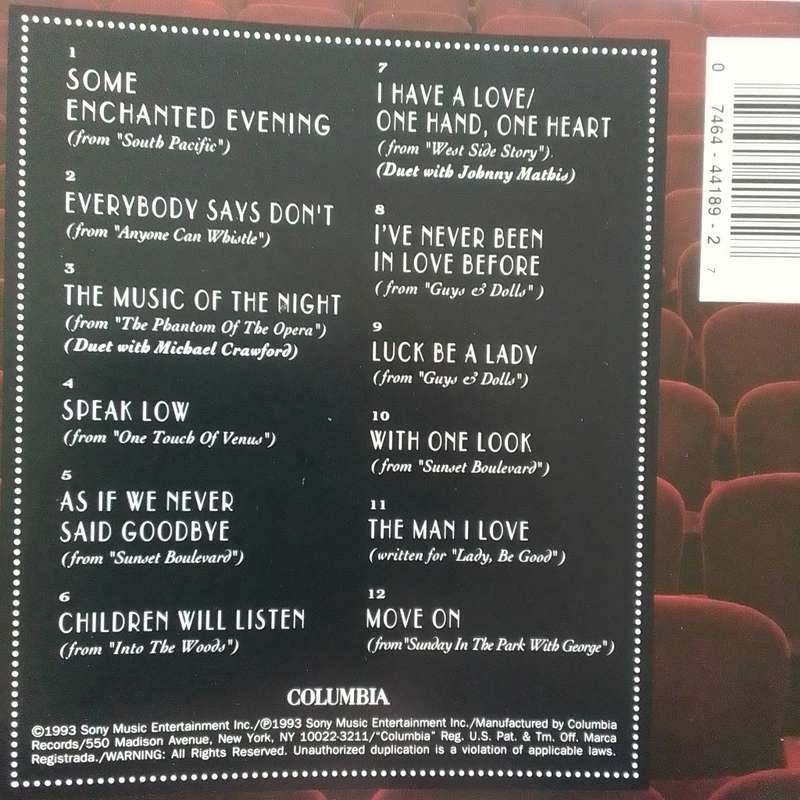 1
SOME
ENCHANTED EVENING
(from "South Pacific")
2
EVERYBODY SAYS DON'T
(from "Anyone Can Whistle")
3
THE MUSIC OF THE NIGHT
(from "The Phantom Of The Opera")
(Duet with Michael Crawford)
4
SPEAK LOW
(from "One Touch Of Venus")
5
AS IF WE NEVER
SAID GOODBYE
(from "Sunset Boulevard")
6
CHILDREN WILL LISTEN
(from "Into The Woods")
7
I HAVE A LOVE/
ONE HAND, ONE HEART
(from "West Side Story").
(Duet with Johnny Mathis)
8
I'VE NEVER BEEN
IN LOVE BEFORE
(from "Guys & Dolls")
9
LUCK BE A LADY
(from "Guys & Dolls")
10
WITH ONE LOOK
(from "Sunset Boulevard")
11
THE MAN I LOVE
(written for "Lady, Be Good")
12
MOVE ON
(from "Sunday In The Park With George")
COLUMBIA
©1993 Sony Music Entertainment Inc./℗1993 Sony Music Entertainment Inc./Manufactured by Columbia
Records/550 Madison Avenue, New York, NY 10022-3211/"Columbia" Reg. U.S. Pat. & Tm. Off. Marca
Registrada./WARNING: All Rights Reserved. Unauthorized duplication is a violation of applicable laws.
0 7464-44189-2 7